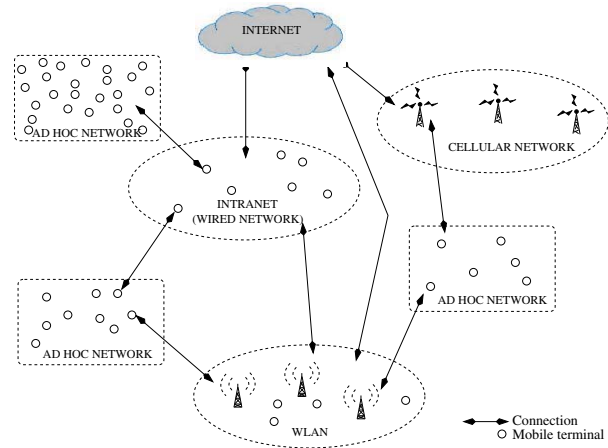 INTERNET
AD HOC NETWORK
CELLULAR NETWORK
INTRANET
(WIRED NETWORK)
AD HOC NETWORK
AD HOC NETWORK
WLAN
Connection
Mobile terminal